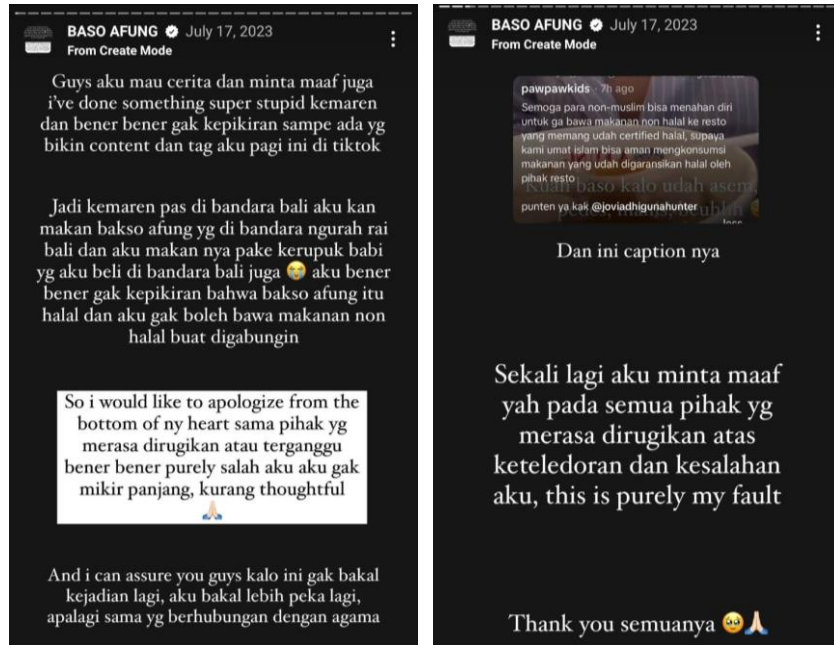 BASO AFUNG July 17, 2023
From Create Mode
Guys aku mau cerita dan minta maaf juga
i've done something super stupid kemaren
dan bener bener gak kepikiran sampe ada yg
bikin content dan tag aku pagi ini di tiktok
Jadi kemaren pas di bandara bali aku kan
makan bakso afung yg di bandara ngurah rai
bali dan aku makan nya pake kerupuk babi
yg aku beli di bandara bali juga 😭 aku bener
bener gak kepikiran bahwa bakso afung itu
halal dan aku gak boleh bawa makanan non
halal buat digabungin
So i would like to apologize from the
bottom of ny heart sama pihak yg
merasa dirugikan atau terganggu
bener bener purely salah aku aku gak
mikir panjang, kurang thoughtful
🙏🏻
And i can assure you guys kalo ini gak bakal
kejadian lagi, aku bakal lebih peka lagi,
apalagi sama yg berhubungan dengan agama
BASO AFUNG July 17, 2023
From Create Mode
pawpawkids · 7h ago
Semoga para non-muslim bisa menahan diri
untuk ga bawa makanan non halal ke resto
yang memang udah certified halal, supaya
kami umat islam bisa aman mengkonsumsi
makanan yang udah digaransikan halal oleh
pihak resto
Kuah baso kalo udah asem,
punten ya kak @joviadhigunahunter
less
Dan ini caption nya
Sekali lagi aku minta maaf
yah pada semua pihak yg
merasa dirugikan atas
keteledoran dan kesalahan
aku, this is purely my fault
Thank you semuanya 🥹🙏🏻